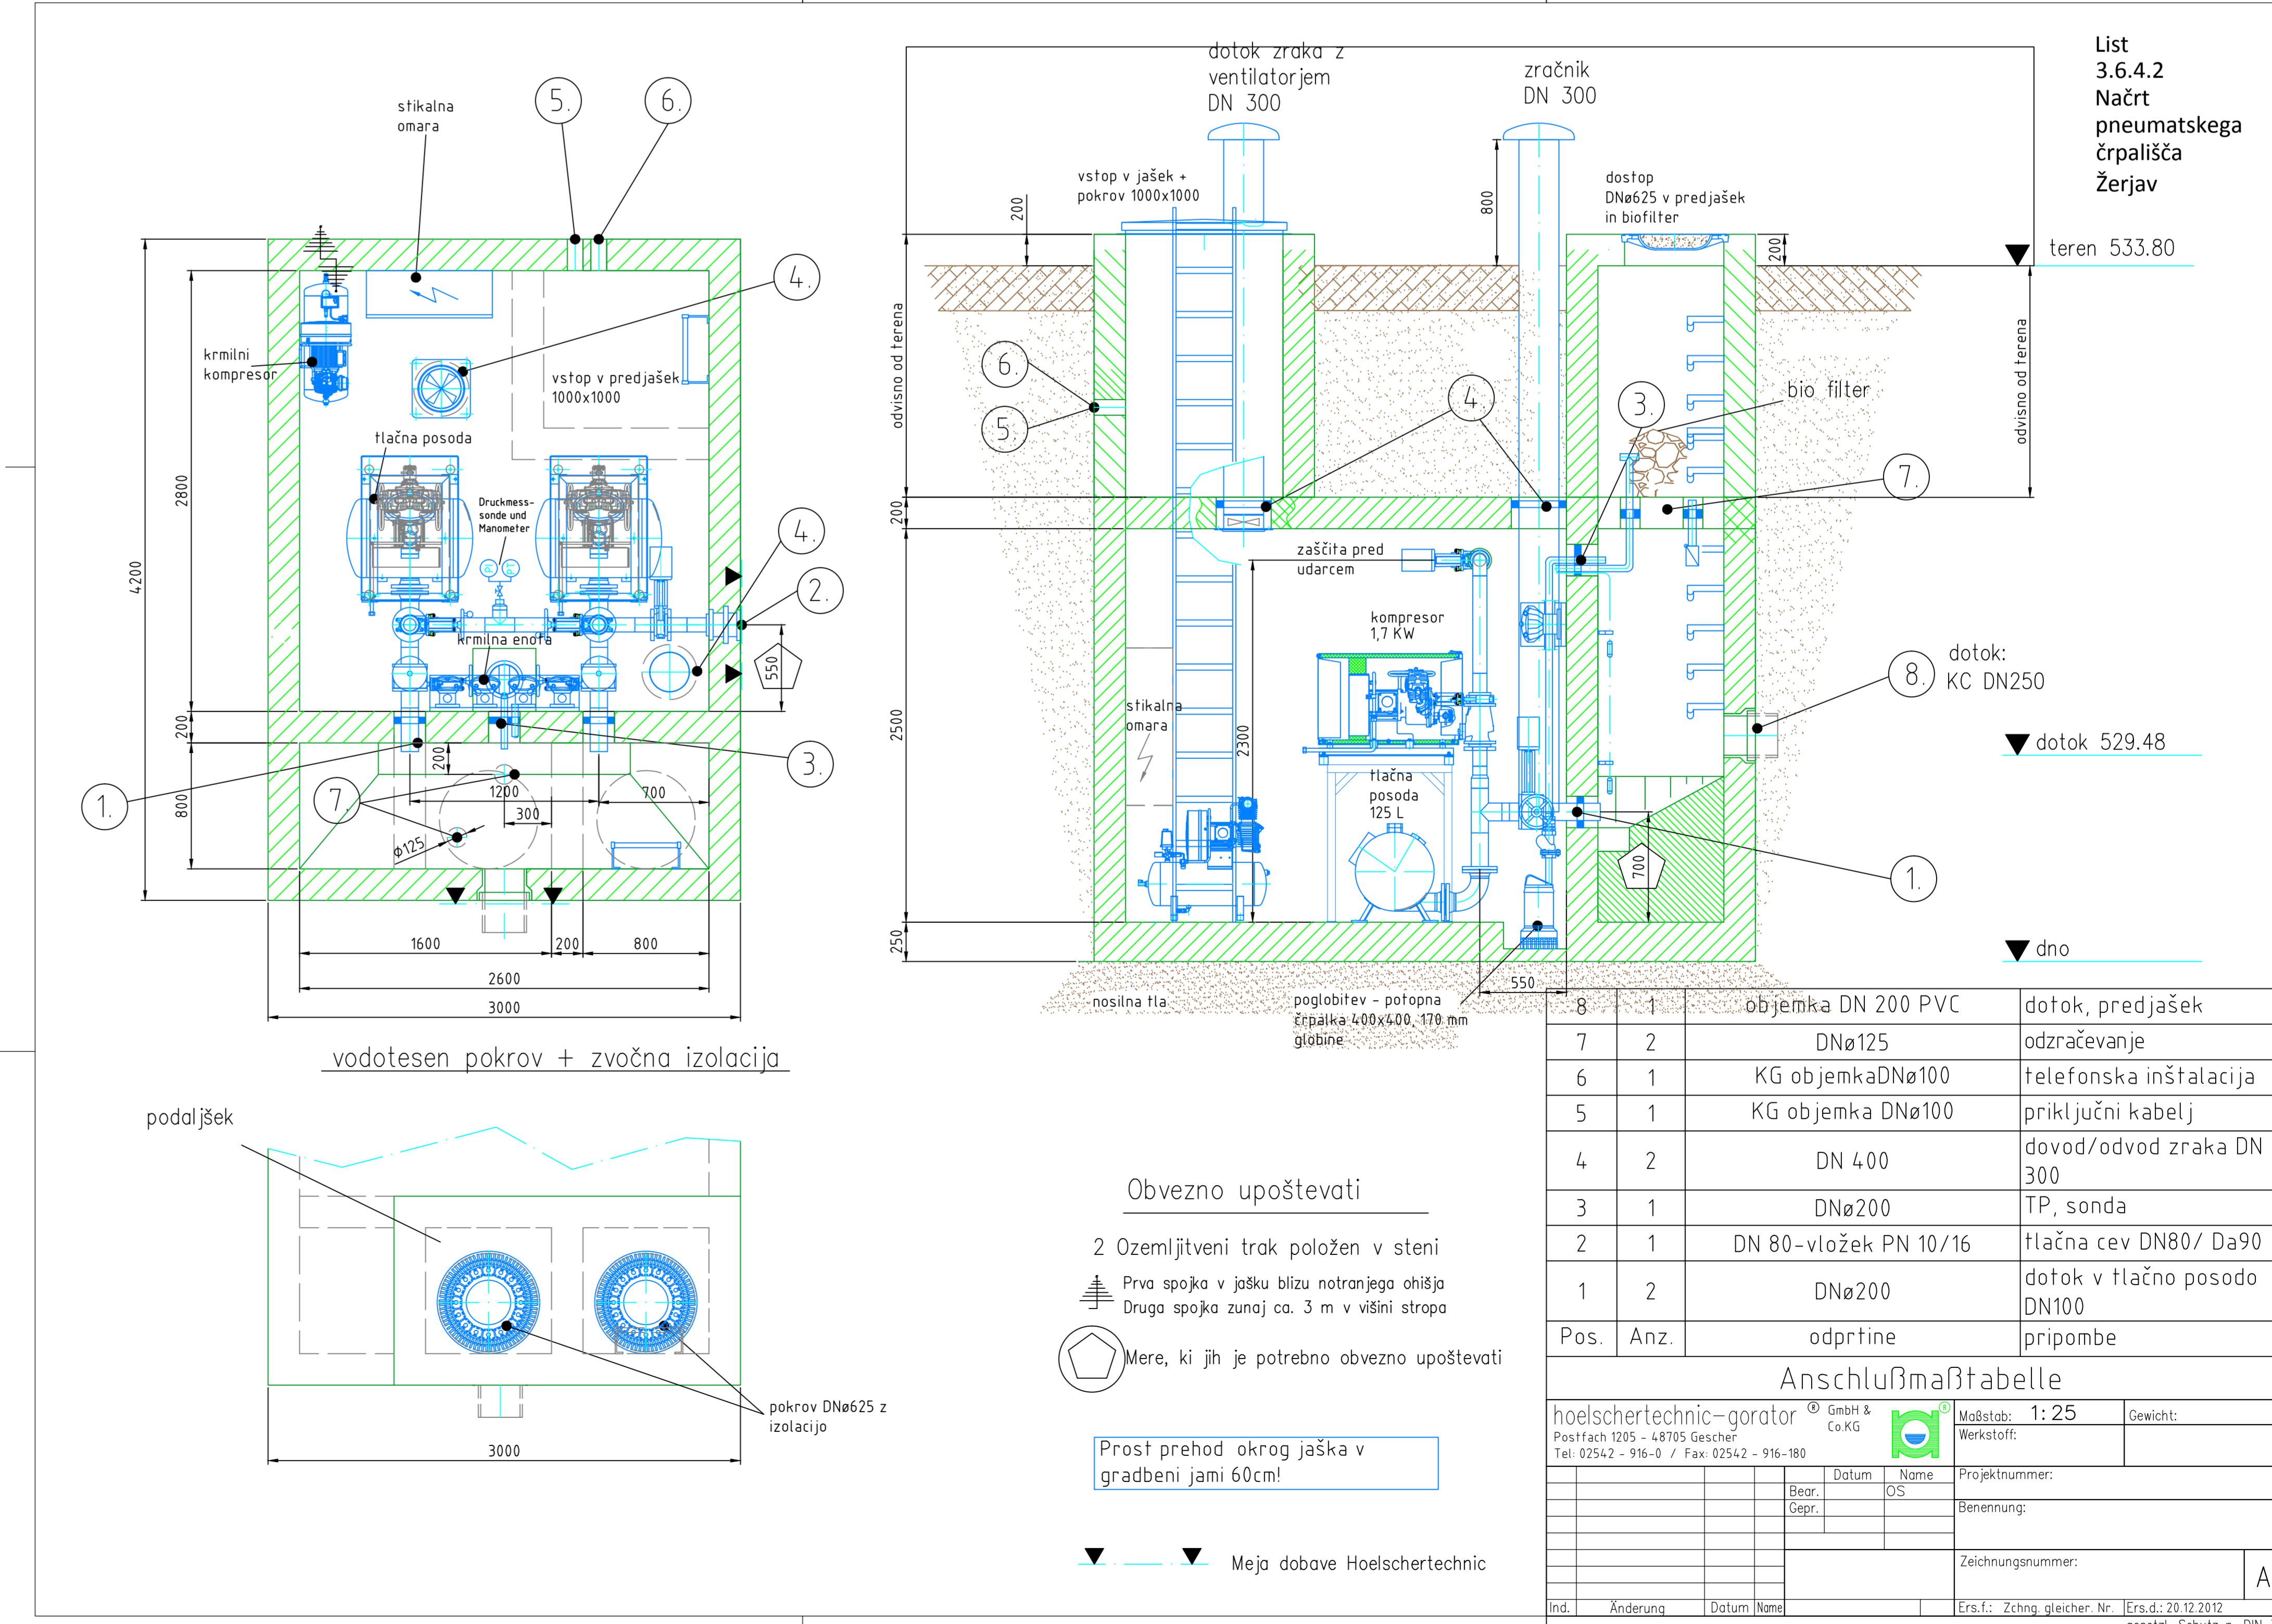 List
3.6.4.2
Načrt
pneumatskega
črpališča
Žerjav
stikalna
omara
5.
6.
4.
krmilni
kompresor
vstop v predjašek
1000x1000
tlačna posoda
Druckmess-
sonde und
Manometer
PI
PT
4.
2.
krmilna enota
550
3.
1.
7.
2800
4200
200
800
200
1200
700
300
Ø125
1600
200
800
2600
3000
vodotesen pokrov + zvočna izolacija
podaljšek
pokrov DNø625 z
izolacijo
3000
dotok zraka z
ventilatorjem
DN 300
zračnik
DN 300
vstop v jašek +
pokrov 1000x1000
dostop
DNø625 v predjašek
in biofilter
200
800
200
teren 533.80
odvisno od terena
odvisno od terena
6.
5.
4.
3.
bio filter
7.
200
zaščita pred
udarcem
kompresor
1,7 KW
8.
dotok:
KC DN250
stikalna
omara
2500
2300
dotok 529.48
tlačna
posoda
125 L
700
1.
250
dno
550
nosilna tla
poglobitev - potopna
črpalka 400x400, 170 mm
globine
Obvezno upoštevati
2 Ozemljitveni trak položen v steni
Prva spojka v jašku blizu notranjega ohišja
Druga spojka zunaj ca. 3 m v višini stropa
Mere, ki jih je potrebno obvezno upoštevati
Prost prehod okrog jaška v
gradbeni jami 60cm!
Meja dobave Hoelschertechnic
8 1 objemka DN 200 PVC dotok, predjašek
7 2 DNø125 odzračevanje
6 1 KG objemkaDNø100 telefonska inštalacija
5 1 KG objemka DNø100 priključni kabelj
4 2 DN 400 dovod/odvod zraka DN
300
3 1 DNø200 TP, sonda
2 1 DN 80-vložek PN 10/16 tlačna cev DN80/ Da90
1 2 DNø200 dotok v tlačno posodo
DN100
Pos. Anz. odprtine pripombe
Anschlußmaßtabelle
hoelschertechnic-gorator ® GmbH &
Co.KG
Postfach 1205 - 48705 Gescher
Tel: 02542 - 916-0 / Fax: 02542 - 916-180
®
Maßstab: 1:25
Gewicht:
Werkstoff:
Datum Name
Projektnummer:
Bear. OS
Gepr.
Benennung:
Zeichnungsnummer:
A
Ind. Änderung Datum Name
Ers.f.: Zchng. gleicher. Nr. Ers.d.: 20.12.2012